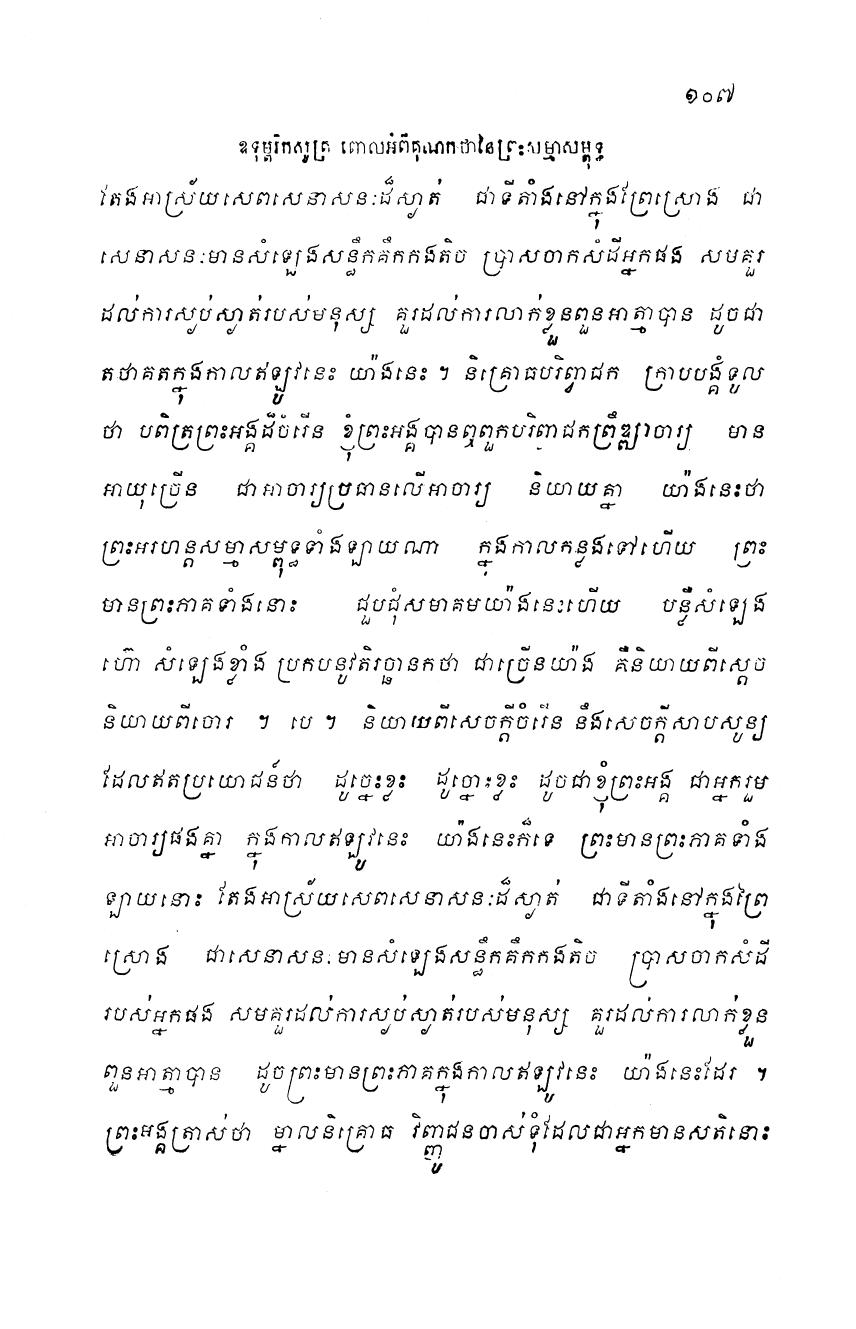 ១០៧
ឧទុម្ពរិកសូត្រ ពោលអំពីគុណកថានៃព្រះសម្មាសម្ពុទ្ធ
តែងអាស្រ័យសេពសេនាសនៈដ៏ស្ងាត់ ជាទីតាំងនៅក្នុងព្រៃស្រោង ជា
សេនាសនៈមានសំឡេងសន្ធឹកគឹកកងតិច ប្រាសចាកសំដីអ្នកផង សមគួរ
ដល់ការស្ងប់ស្ងាត់របស់មនុស្ស គួរដល់ការលាក់ខ្លួនពួនអាត្មាបាន ដូចជា
តថាគតក្នុងកាលឥឡូវនេះ យ៉ាងនេះ ។ និគ្រោធបរិព្វាជក ក្រាបបង្គំទូល
ថា បពិត្រព្រះអង្គដ៏ចំរើន ខ្ញុំព្រះអង្គបានឮពួកបរិព្វាជកព្រឹទ្ធាចារ្យ មាន
អាយុច្រើន ជាអាចារ្យប្រធានលើអាចារ្យ និយាយគ្នា យ៉ាងនេះថា
ព្រះអរហន្តសម្មាសម្ពុទ្ធទាំងឡាយណា ក្នុងកាលកន្លងទៅហើយ ព្រះ
មានព្រះភាគទាំងនោះ ជួបជុំសមាគមយ៉ាងនេះហើយ បន្លឺសំឡេង
ហ៊ោ សំឡេងខ្លាំង ប្រកបនូវតិរច្ឆានកថា ជាច្រើនយ៉ាង គឺនិយាយពីស្តេច
និយាយពីចោរ ។ បេ ។ និយាយពីសេចក្តីចំរើន នឹងសេចក្តីសាបសូន្យ
ដែលឥតប្រយោជន៍ថា ដូច្នេះខ្លះ ដូច្នោះខ្លះ ដូចជាខ្ញុំព្រះអង្គ ជាអ្នករួម
អាចារ្យផងគ្នា ក្នុងកាលឥឡូវនេះ យ៉ាងនេះក៏ទេ ព្រះមានព្រះភាគទាំង
ឡាយនោះ តែងអាស្រ័យសេពសេនាសនៈដ៏ស្ងាត់ ជាទីតាំងនៅក្នុងព្រៃ
ស្រោង ជាសេនាសនៈមានសំឡេងសន្ធឹកគឹកកងតិច ប្រាសចាកសំដី
របស់អ្នកផង សមគួរដល់ការស្ងប់ស្ងាត់របស់មនុស្ស គួរដល់ការលាក់ខ្លួន
ពួនអាត្មាបាន ដូចព្រះមានព្រះភាគក្នុងកាលឥឡូវនេះ យ៉ាងនេះដែរ ។
ព្រះអង្គត្រាស់ថា ម្នាលនិគ្រោធ វិញ្ញូជនចាស់ទុំដែលជាអ្នកមានសតិនោះ